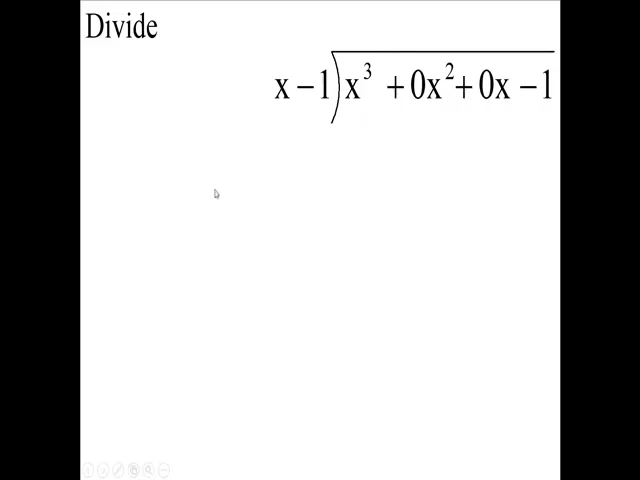 Divide
x − 1)x³ + 0x² + 0x − 1